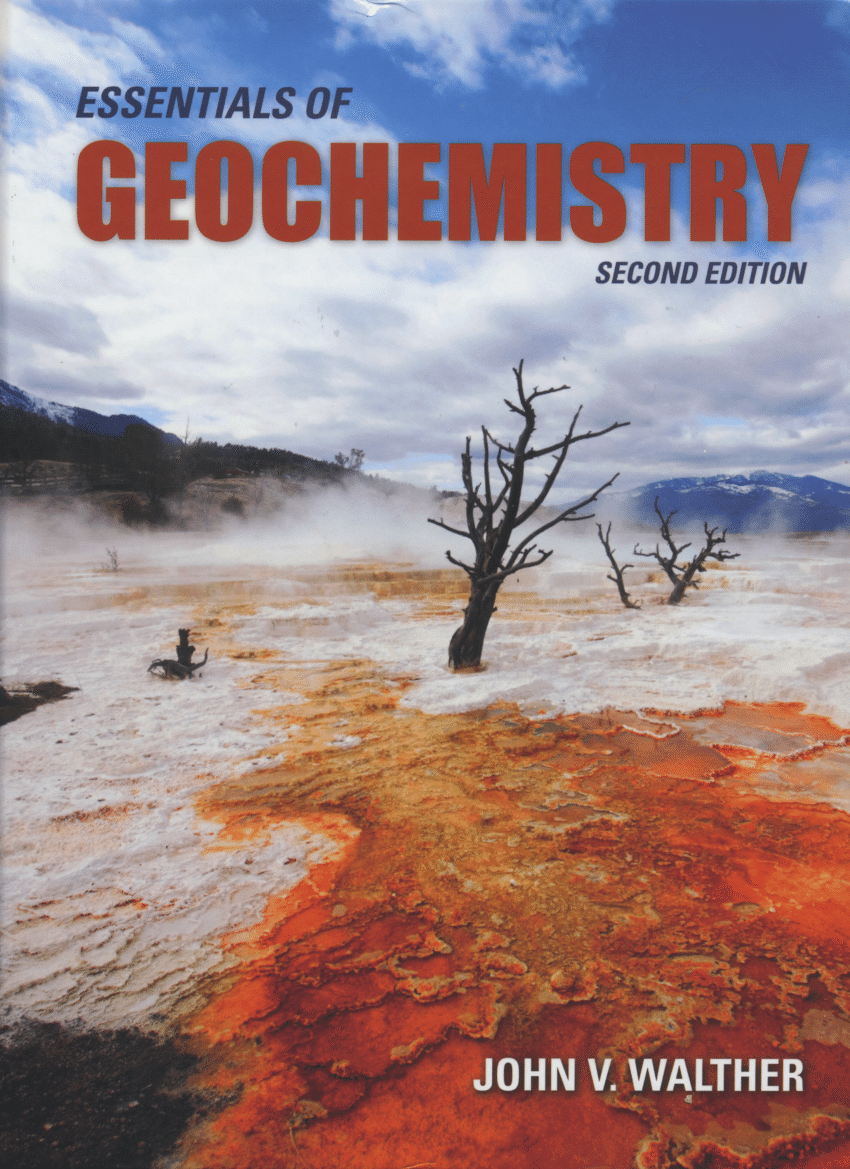 ESSENTIALS OF
GEOCHEMISTRY
SECOND EDITION
JOHN V. WALTHER